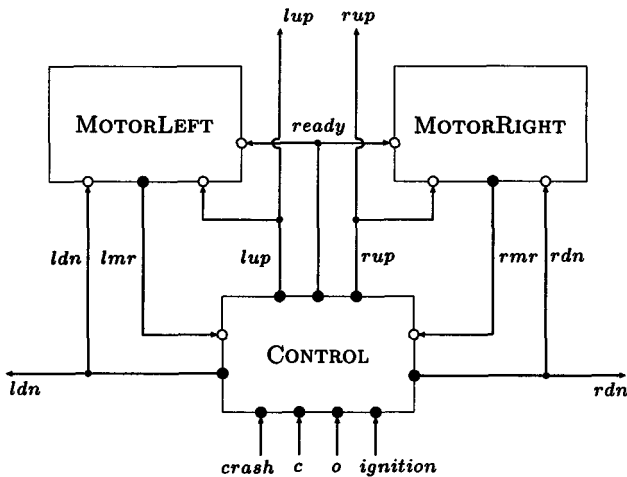 lup rup
MOTORLEFT ready MOTORRIGHT
ldn lmr lup rup rmr rdn
CONTROL
ldn rdn
crash c o ignition